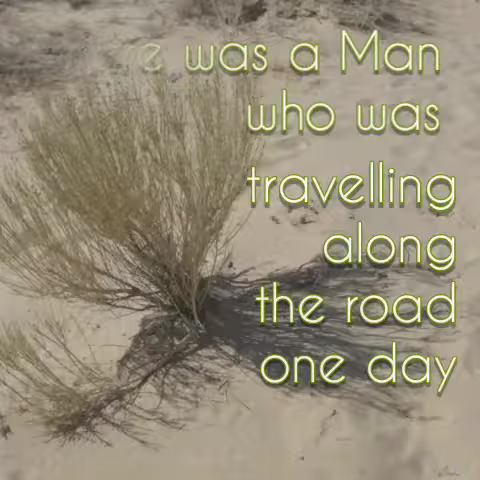 was a Man
who was
travelling
along
the road
one day